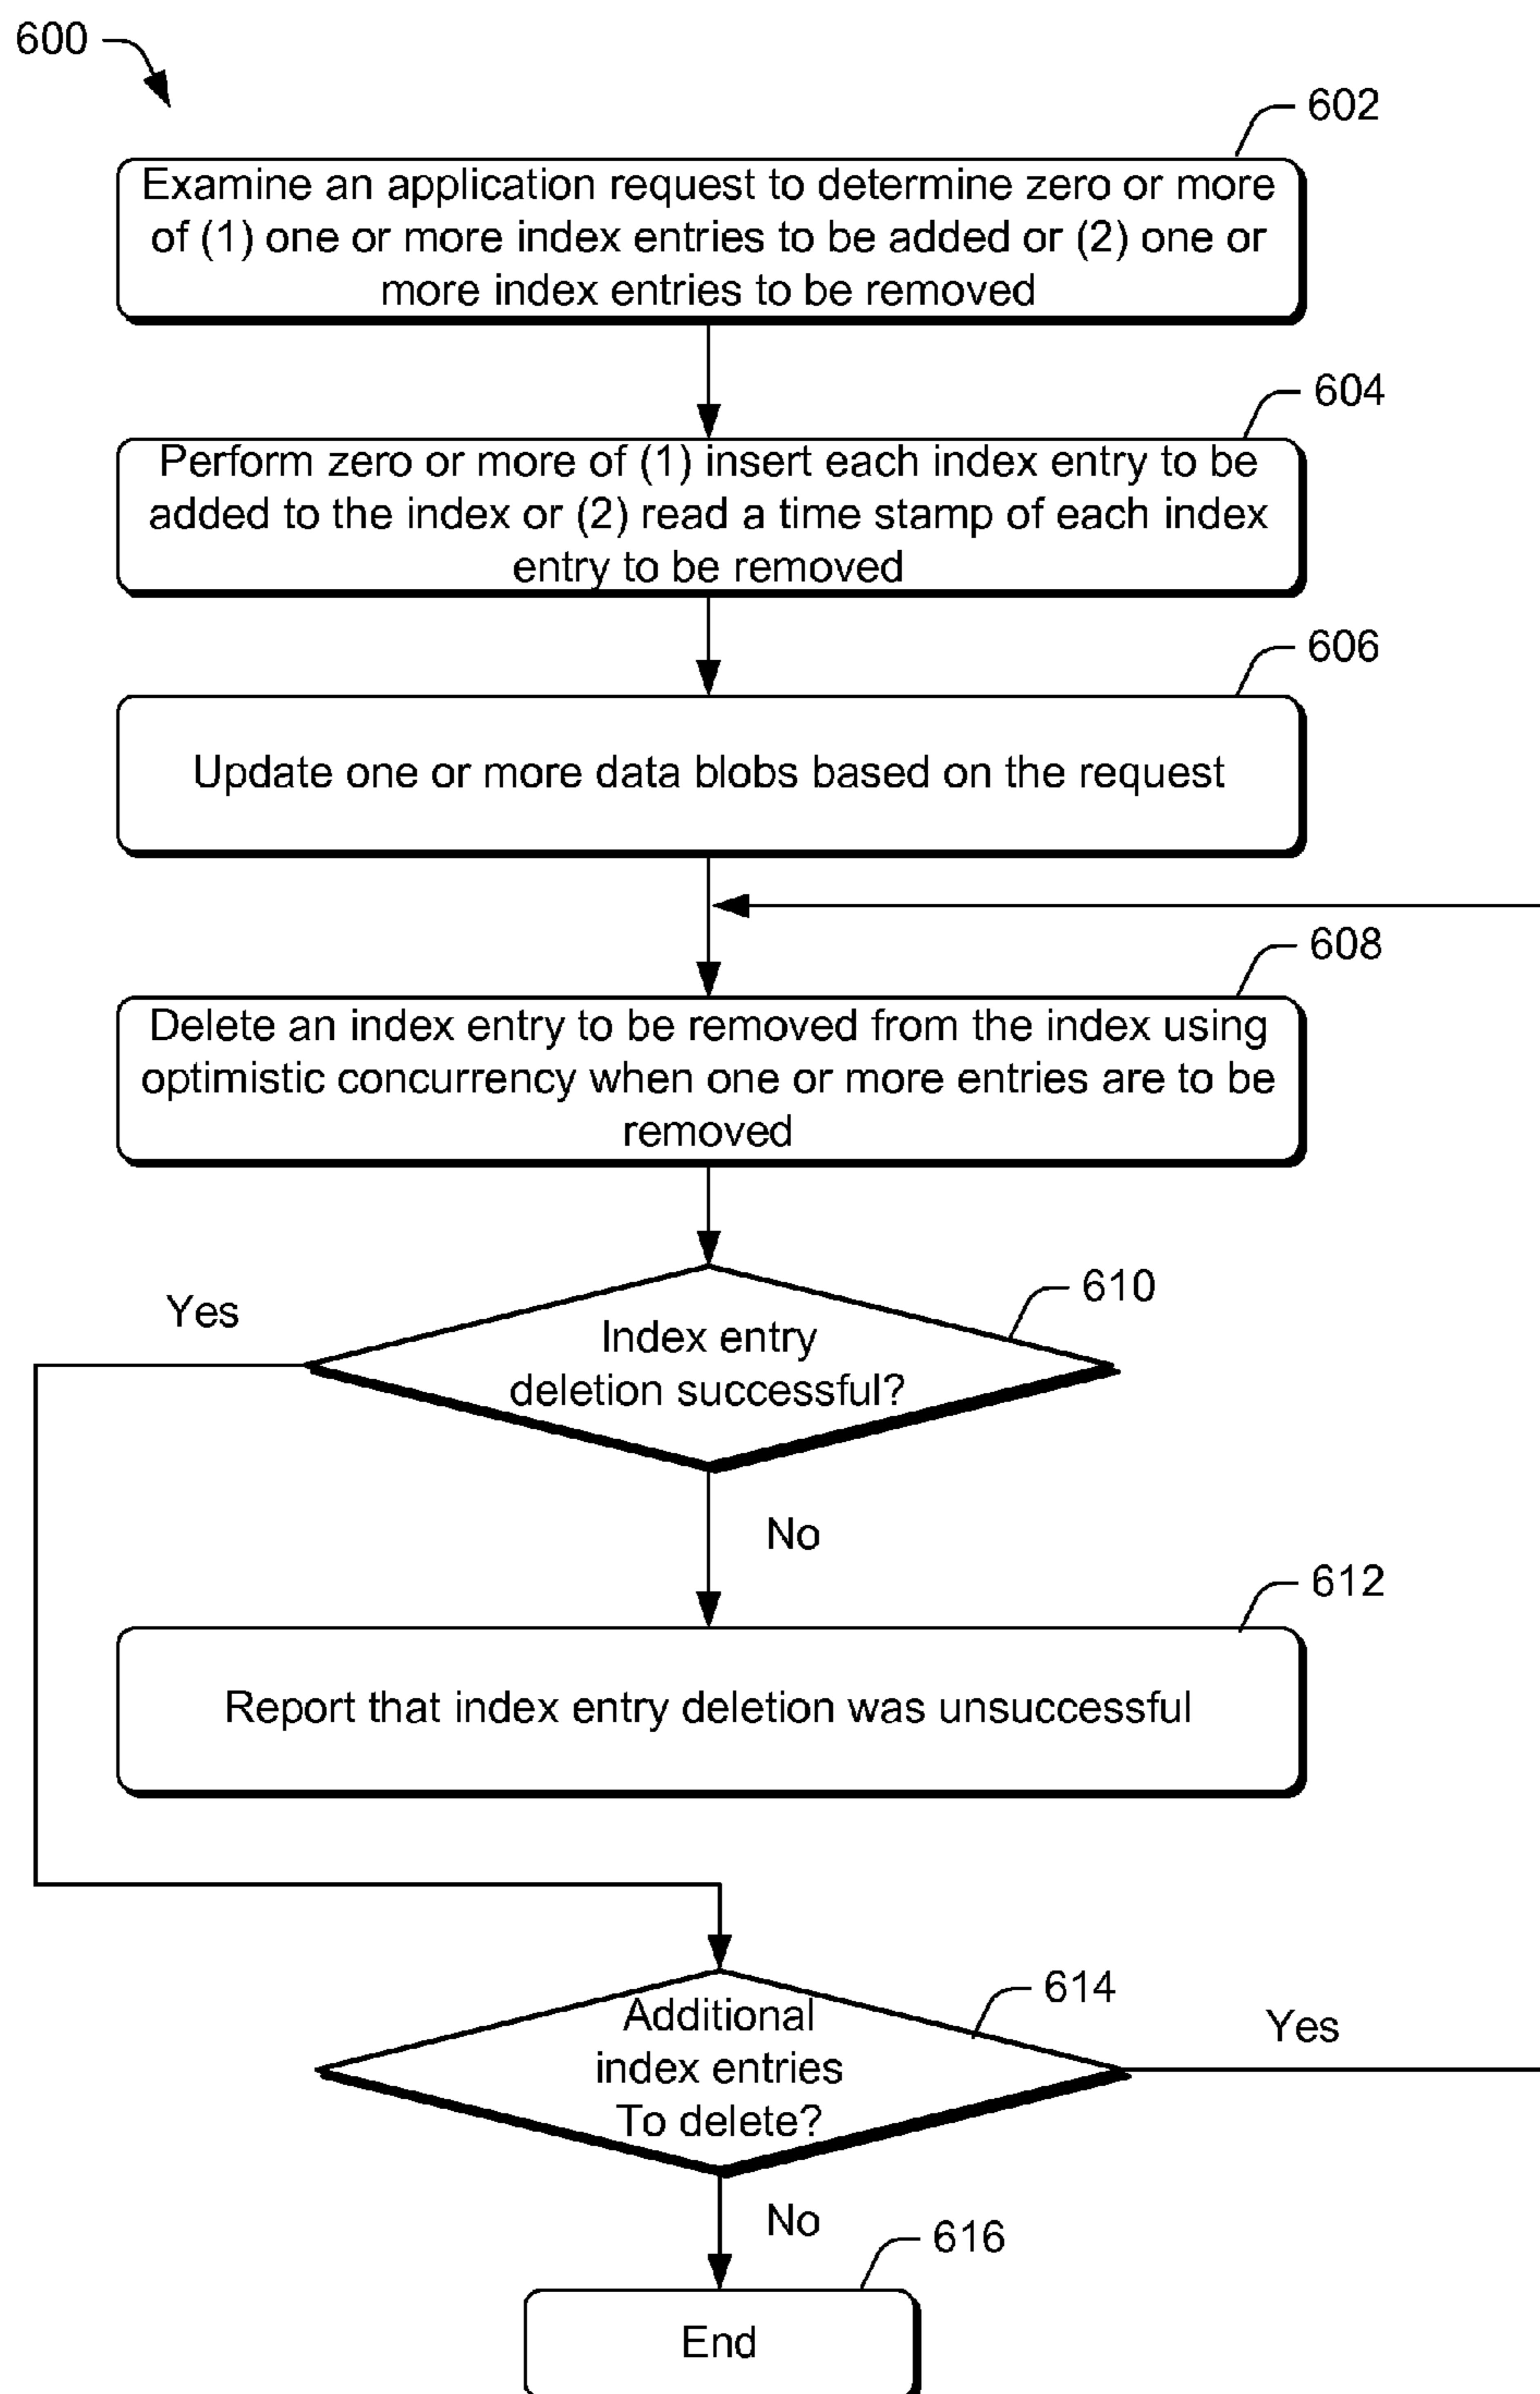 600
602
Examine an application request to determine zero or more
of (1) one or more index entries to be added or (2) one or
more index entries to be removed
604
Perform zero or more of (1) insert each index entry to be
added to the index or (2) read a time stamp of each index
entry to be removed
606
Update one or more data blobs based on the request
608
Delete an index entry to be removed from the index using
optimistic concurrency when one or more entries are to be
removed
610
Yes
Index entry
deletion successful?
No
612
Report that index entry deletion was unsuccessful
614
Additional
index entries
To delete?
Yes
No
616
End